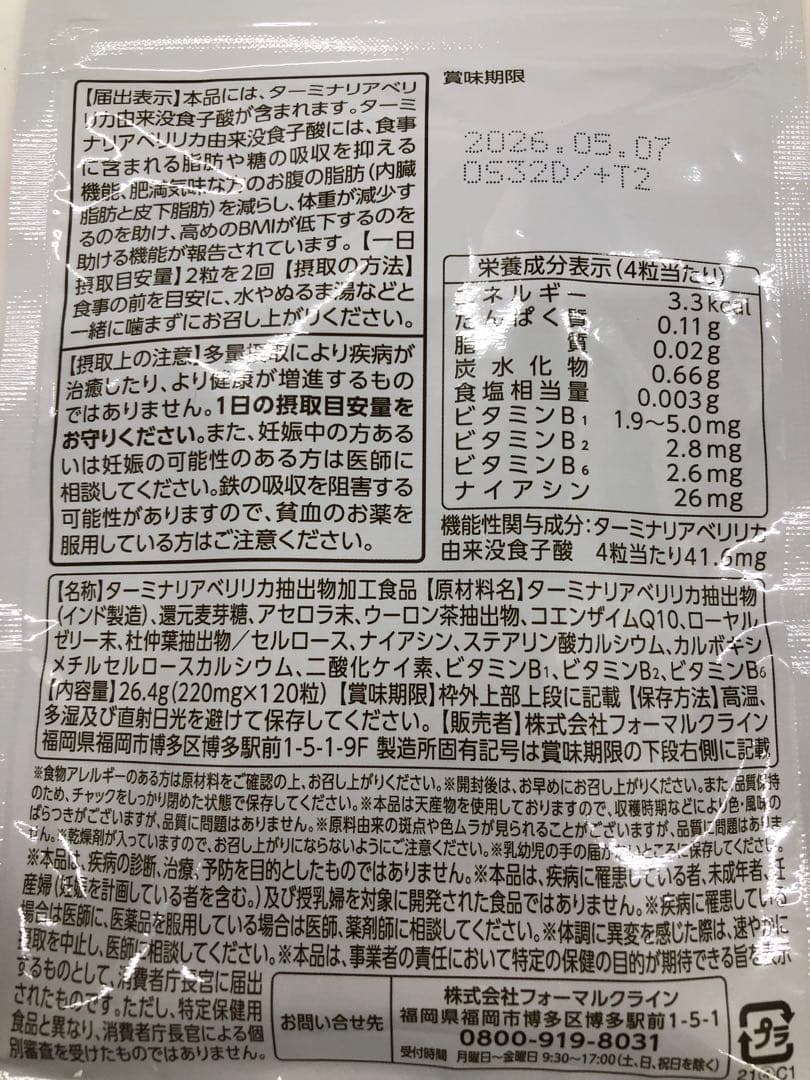 【届出表示】本品には、ターミナリアベリ
リカ由来没食子酸が含まれます。ターミ
ナリアベリリカ由来没食子酸には、食事
に含まれる脂肪や糖の吸収を抑える
機能、肥満気味な方のお腹の脂肪(内臓
脂肪と皮下脂肪)を減らし、体重が減少す
るのを助け、高めのBMIが低下するのを
助ける機能が報告されています。【一日
摂取目安量】2粒を2回【摂取の方法】
食事の前を目安に、水やぬるま湯などと
一緒に噛まずにお召し上がりください。
【摂取上の注意】多量摂取により疾病が
治癒したり、より健康が増進するもの
ではありません。1日の摂取目安量を
お守りください。また、妊娠中の方ある
いは妊娠の可能性のある方は医師に
相談してください。鉄の吸収を阻害する
可能性がありますので、貧血のお薬を
服用している方はご注意ください。
賞味期限
2026.05.07
0S32D/+T2
栄養成分表示(4粒当たり)
エネルギー 3.3kcal
たんぱく質 0.11g
脂質 0.02g
炭水化物 0.66g
食塩相当量 0.003g
ビタミンB1 1.9〜5.0mg
ビタミンB2 2.8mg
ビタミンB6 2.6mg
ナイアシン 26mg
機能性関与成分:ターミナリアベリリカ
由来没食子酸 4粒当たり41.6mg
【名称】ターミナリアベリリカ抽出物加工食品【原材料名】ターミナリアベリリカ抽出物
(インド製造)、還元麦芽糖、アセロラ末、ウーロン茶抽出物、コエンザイムQ10、ローヤル
ゼリー末、杜仲葉抽出物/セルロース、ナイアシン、ステアリン酸カルシウム、カルボキシ
メチルセルロースカルシウム、二酸化ケイ素、ビタミンB1、ビタミンB2、ビタミンB6
【内容量】26.4g(220mg×120粒)【賞味期限】枠外上部上段に記載【保存方法】高温、
多湿及び直射日光を避けて保存してください。【販売者】株式会社フォーマルクライン
福岡県福岡市博多区博多駅前1-5-1-9F 製造所固有記号は賞味期限の下段右側に記載
※食物アレルギーのある方は原材料をご確認の上、お召し上がりください。※開封後は、お早めにお召し上がりください。また、品質保持
のため、チャックをしっかり閉めた状態で保存してください。※本品は天産物を使用しておりますので、収穫時期などにより色・風味の
ばらつきがございますが、品質に問題はありません。※原料由来の斑点や色ムラが見られることがございますが、品質に問題はありま
せん。※乾燥剤が入っていますので、お召し上がりにならないようにご注意ください。※乳幼児の手の届かないところに保存してください。
※本品は、疾病の診断、治療、予防を目的としたものではありません。※本品は、疾病に罹患している者、未成年者、妊
産婦(妊娠を計画している者を含む。)及び授乳婦を対象に開発された食品ではありません。※疾病に罹患している
場合は医師に、医薬品を服用している場合は医師、薬剤師に相談してください。※体調に異変を感じた際は、速やかに
摂取を中止し、医師に相談してください。※本品は、事業者の責任において特定の保健の目的が期待できる旨を表示
するものとして、消費者庁長官に届出
されたものです。ただし、特定保健用
食品と異なり、消費者庁長官による個
別審査を受けたものではありません。
お問い合せ先
株式会社フォーマルクライン
福岡県福岡市博多区博多駅前1-5-1
0800-919-8031
受付時間 月曜日〜金曜日 9:30〜17:00(土、日、祝日を除く)
プラ